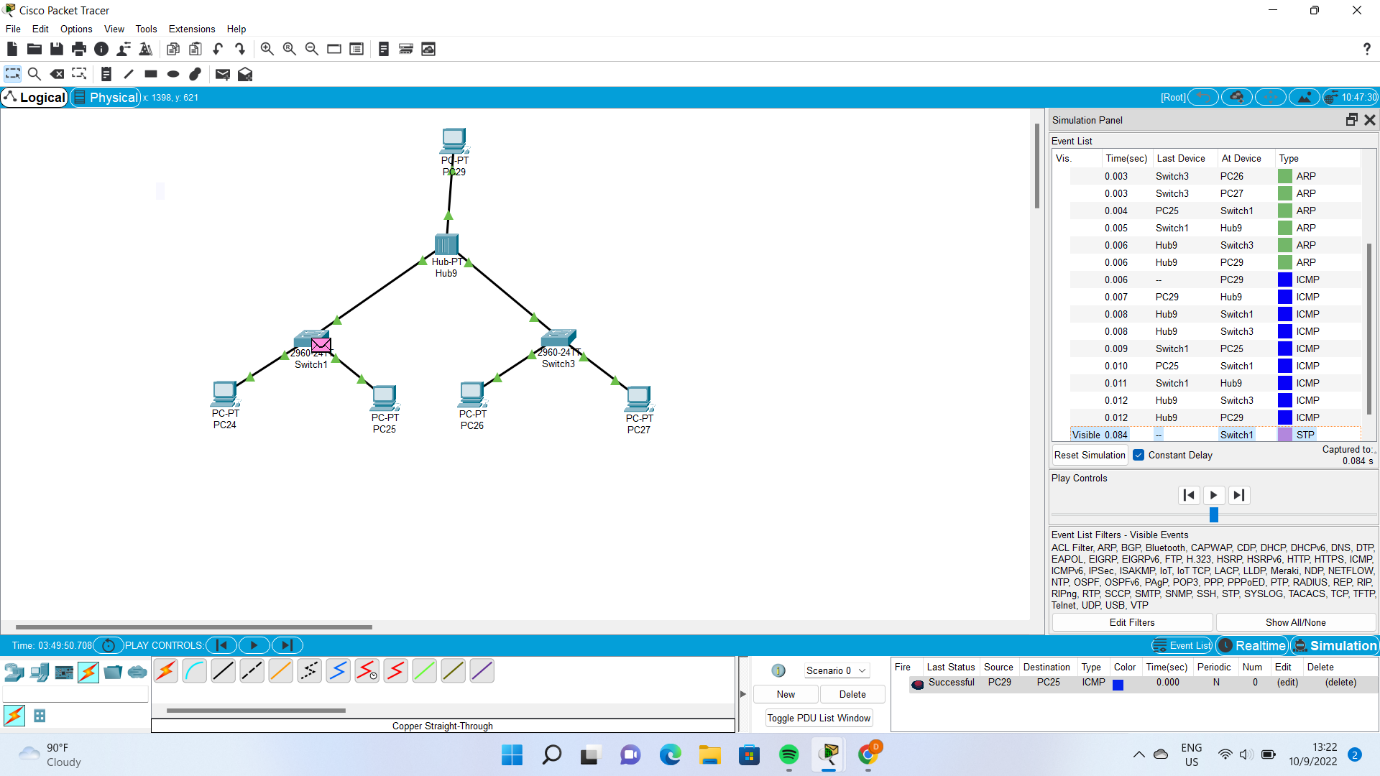 Cisco Packet Tracer
File Edit Options View Tools Extensions Help
?
Logical Physical x: 1398, y: 621 [Root] 10:47:30
PC-PT
PC29
Hub-PT
Hub9
2960-24TT
Switch1
2960-24TT
Switch3
PC-PT
PC24
PC-PT
PC25
PC-PT
PC26
PC-PT
PC27
Simulation Panel
Event List
Vis. Time(sec) Last Device At Device Type
0.003 Switch3 PC26 ARP
0.003 Switch3 PC27 ARP
0.004 PC25 Switch1 ARP
0.005 Switch1 Hub9 ARP
0.006 Hub9 Switch3 ARP
0.006 Hub9 PC29 ARP
0.006 -- PC29 ICMP
0.007 PC29 Hub9 ICMP
0.008 Hub9 Switch1 ICMP
0.008 Hub9 Switch3 ICMP
0.009 Switch1 PC25 ICMP
0.010 PC25 Switch1 ICMP
0.011 Switch1 Hub9 ICMP
0.012 Hub9 Switch3 ICMP
0.012 Hub9 PC29 ICMP
Visible 0.084 -- Switch1 STP
Reset Simulation Constant Delay Captured to:
0.084 s
Play Controls
Event List Filters - Visible Events
ACL Filter, ARP, BGP, Bluetooth, CAPWAP, CDP, DHCP, DHCPv6, DNS, DTP,
EAPOL, EIGRP, EIGRPv6, FTP, H.323, HSRP, HSRPv6, HTTP, HTTPS, ICMP,
ICMPv6, IPSec, ISAKMP, IoT, IoT TCP, LACP, LLDP, Meraki, NDP, NETFLOW,
NTP, OSPF, OSPFv6, PAgP, POP3, PPP, PPPoED, PTP, RADIUS, REP, RIP,
RIPng, RTP, SCCP, SMTP, SNMP, SSH, STP, SYSLOG, TACACS, TCP, TFTP,
Telnet, UDP, USB, VTP
Edit Filters Show All/None
Time: 03:49:50.708 PLAY CONTROLS: Event List Realtime Simulation
Scenario 0
New Delete
Toggle PDU List Window
Fire Last Status Source Destination Type Color Time(sec) Periodic Num Edit Delete
Successful PC29 PC25 ICMP 0.000 N 0 (edit) (delete)
Copper Straight-Through
90°F
Cloudy
ENG
US
13:22
10/9/2022
2